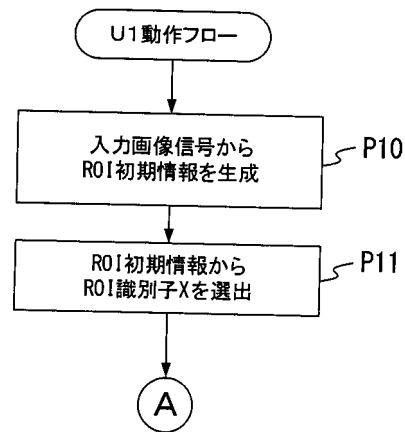 U1動作フロー
入力画像信号から
ROI初期情報を生成
P10
ROI初期情報から
ROI識別子Xを選出
P11
A